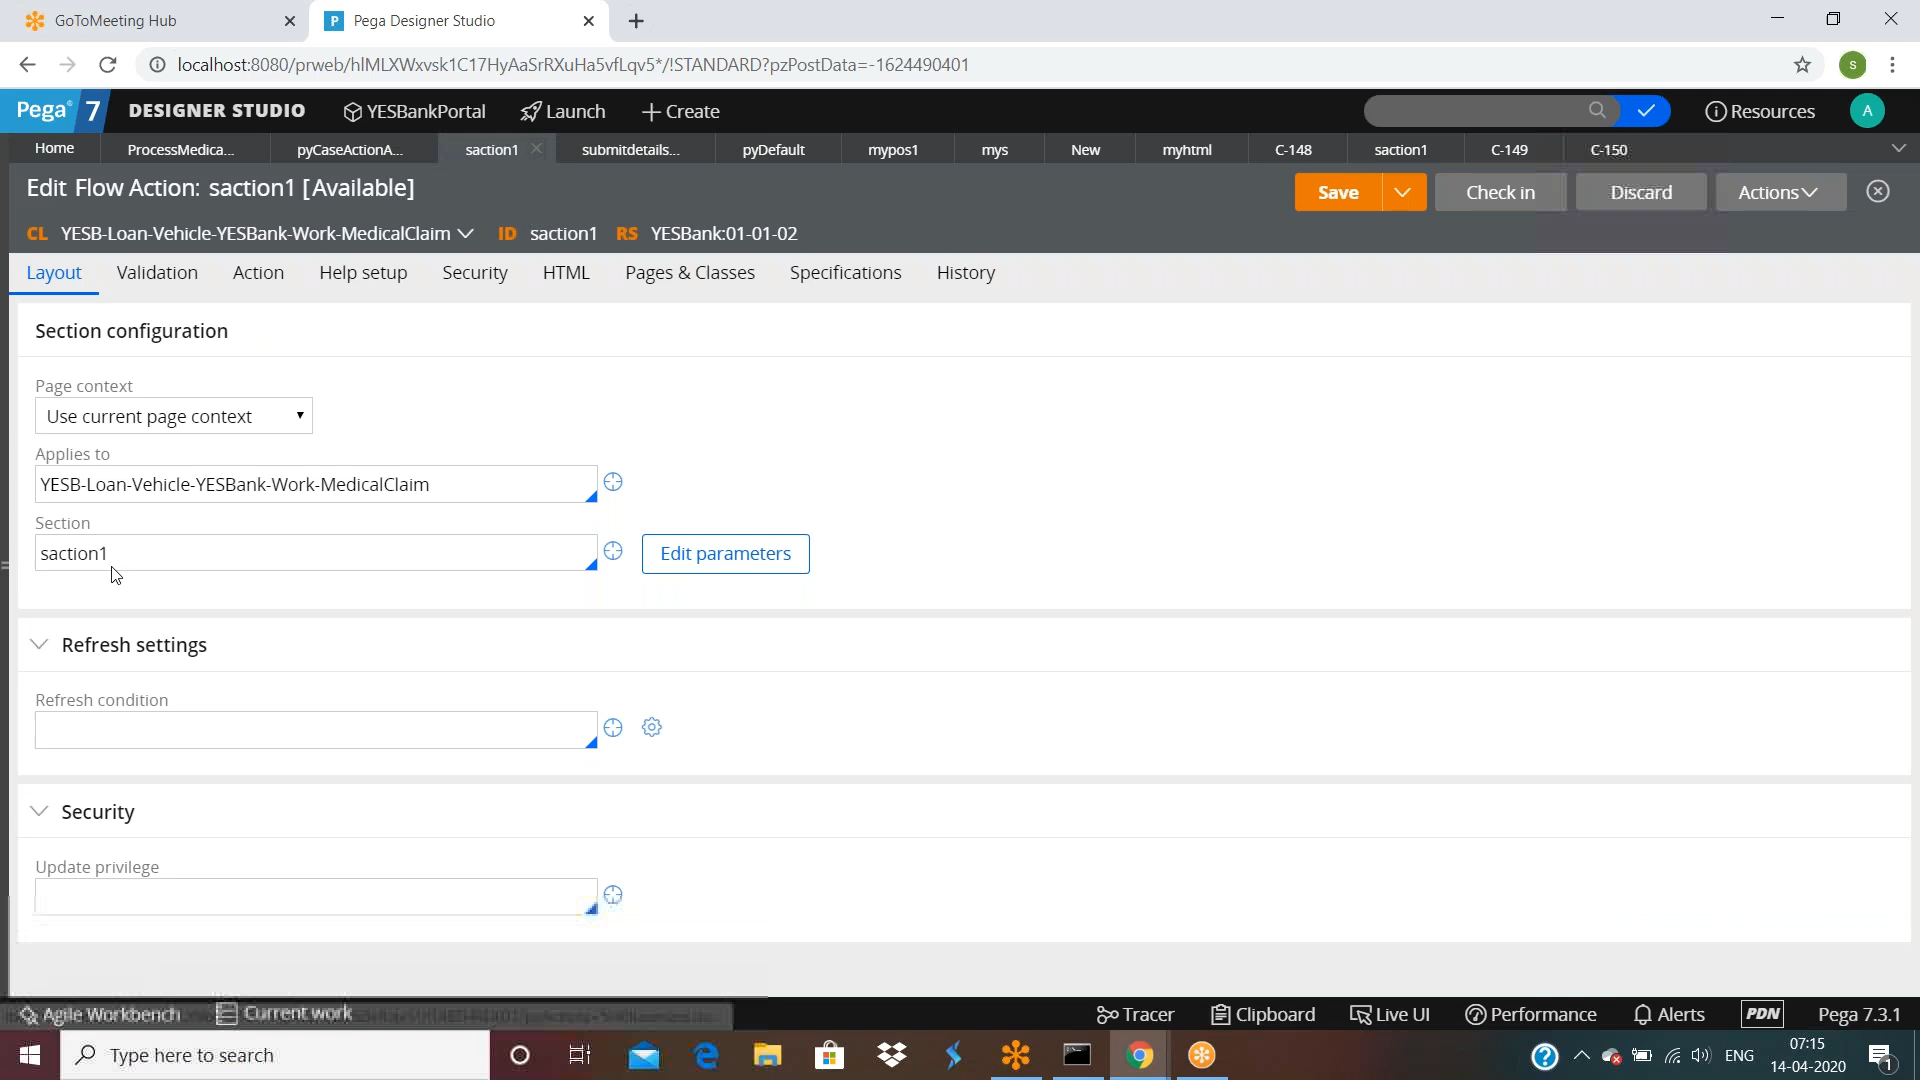 GoToMeeting Hub
Pega Designer Studio
localhost:8080/prweb/hIMLXWxvsk1C17HyAaSrRXuHa5vfLqv5*/!STANDARD?pzPostData=-1624490401
s
Pega 7 DESIGNER STUDIO YESBankPortal Launch Create Resources A
Home ProcessMedica... pyCaseActionA... saction1 submitdetails... pyDefault mypos1 mys New myhtml C-148 saction1 C-149 C-150
Edit Flow Action: saction1 [Available]
Save Check in Discard Actions
CL YESB-Loan-Vehicle-YESBank-Work-MedicalClaim ID saction1 RS YESBank:01-01-02
Layout Validation Action Help setup Security HTML Pages & Classes Specifications History
Section configuration
Page context
Use current page context
Applies to
YESB-Loan-Vehicle-YESBank-Work-MedicalClaim
Section
saction1 Edit parameters
Refresh settings
Refresh condition
Security
Update privilege
Agile Workbench Current work Tracer Clipboard Live UI Performance Alerts PDN Pega 7.3.1
Type here to search
ENG
07:15
14-04-2020
1